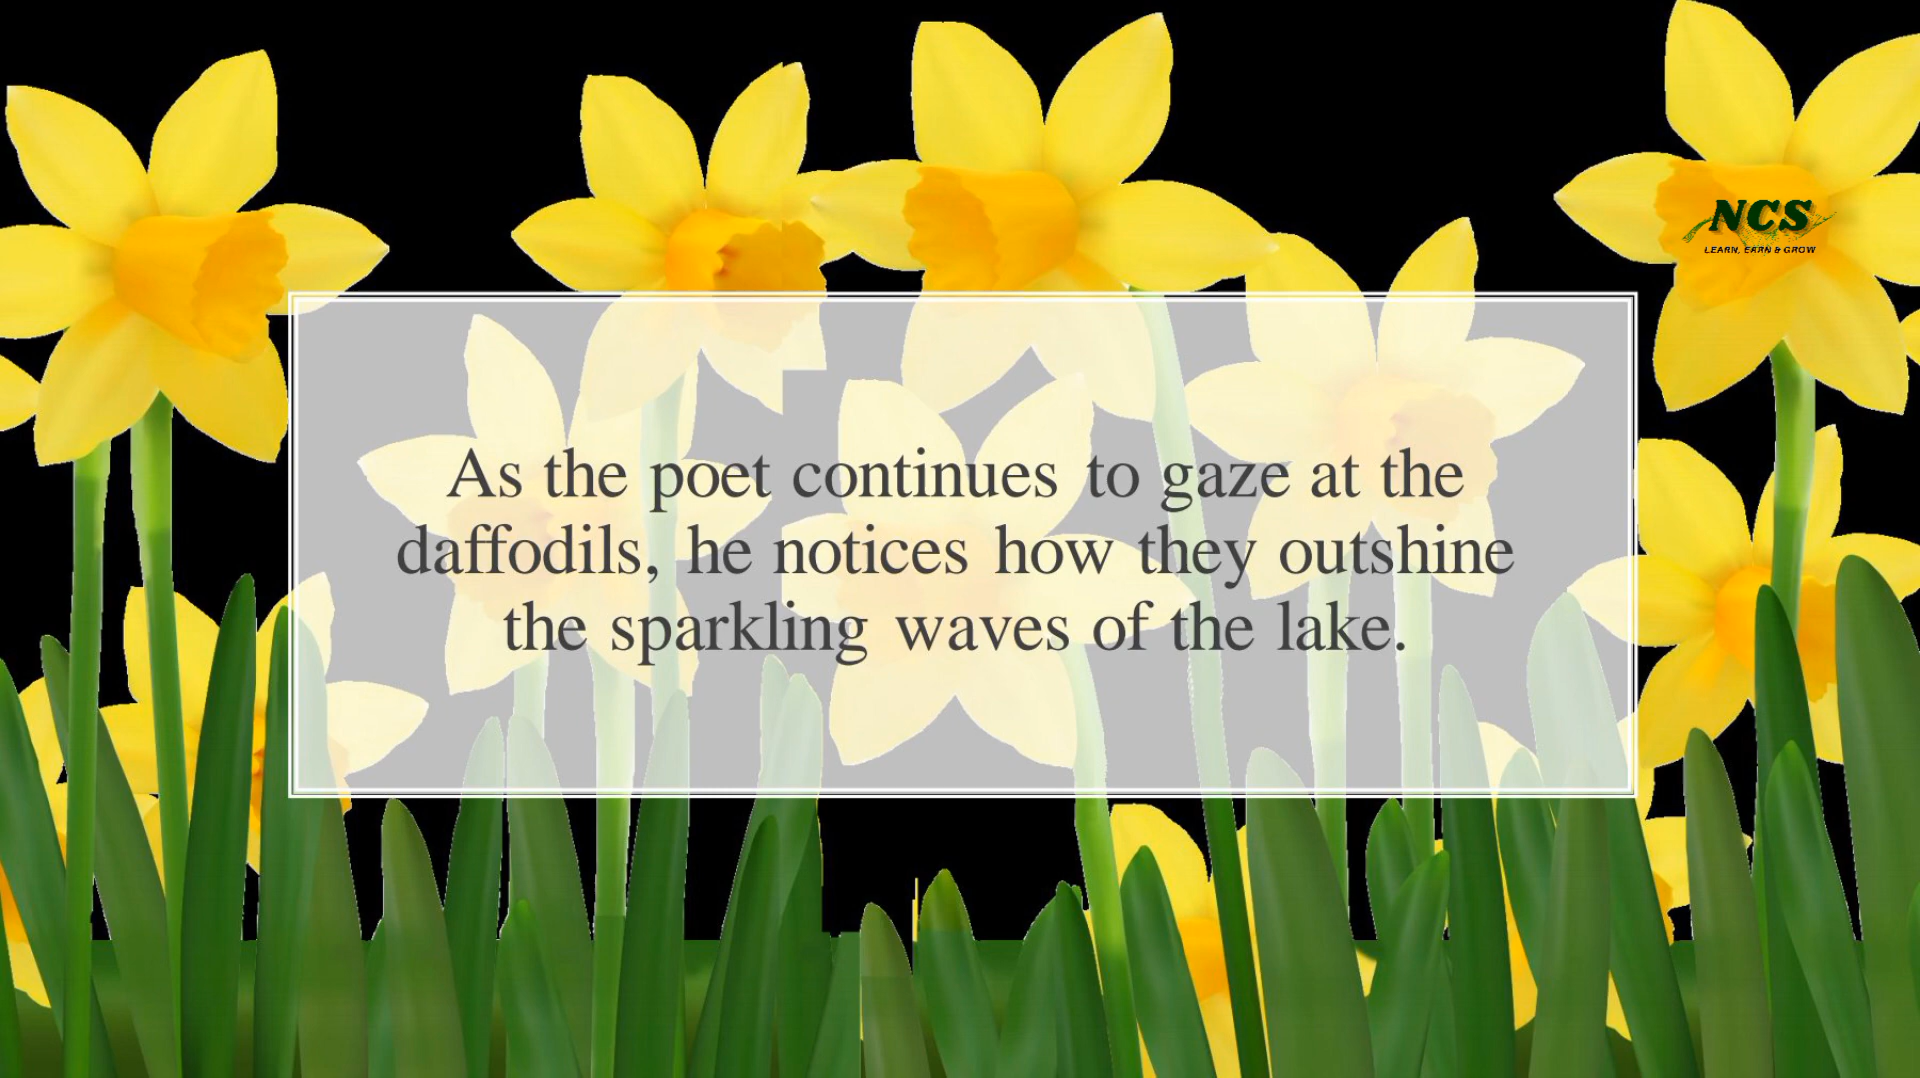 NCS
LEARN, EARN & GROW
As the poet continues to gaze at the
daffodils, he notices how they outshine
the sparkling waves of the lake.